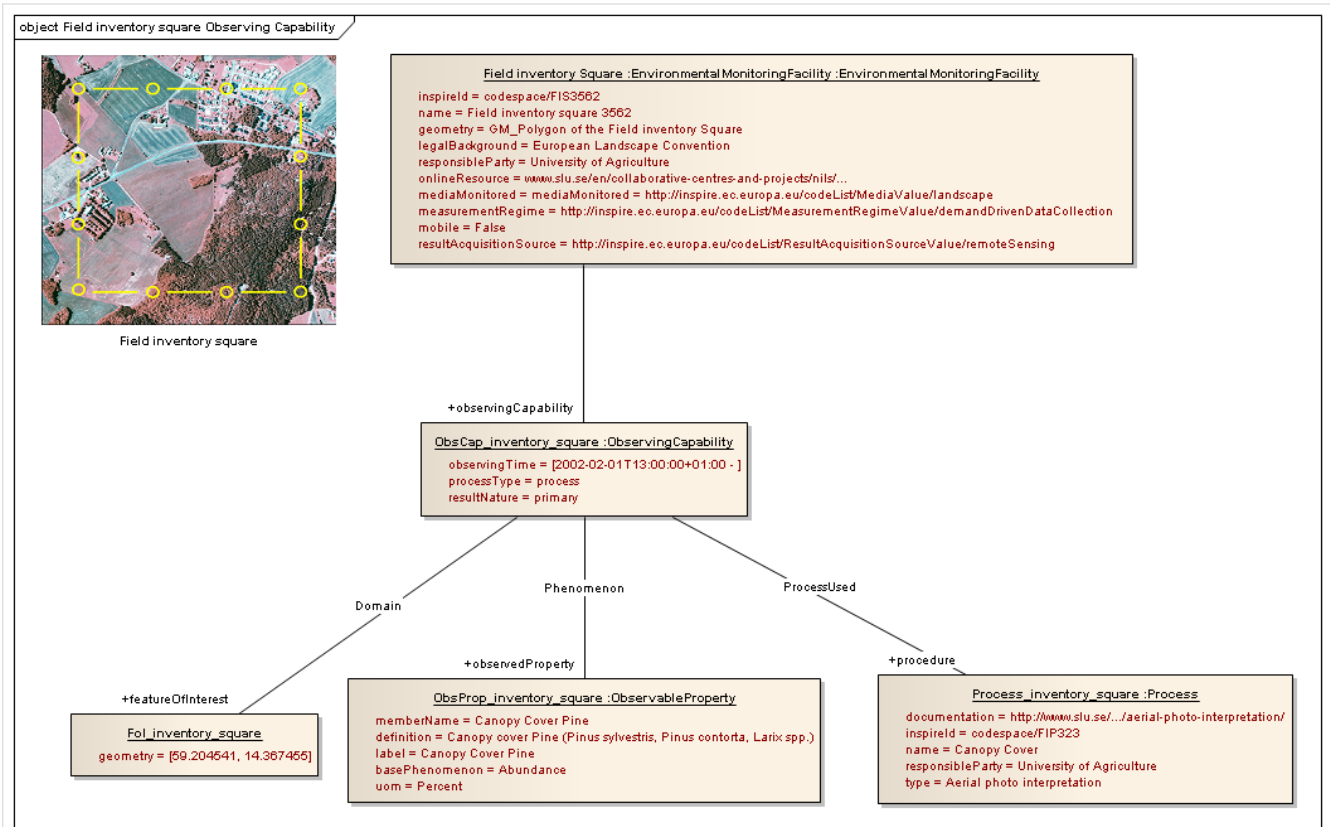 object Field inventory square Observing Capability
Field inventory square
Field inventory Square :EnvironmentalMonitoringFacility :EnvironmentalMonitoringFacility
inspireId = codespace/FIS3562
name = Field inventory square 3562
geometry = GM_Polygon of the Field inventory Square
legalBackground = European Landscape Convention
responsibleParty = University of Agriculture
onlineResource = www.slu.se/en/collaborative-centres-and-projects/nils/...
mediaMonitored = mediaMonitored = http://inspire.ec.europa.eu/codeList/MediaValue/landscape
measurementRegime = http://inspire.ec.europa.eu/codeList/MeasurementRegimeValue/demandDrivenDataCollection
mobile = False
resultAcquisitionSource = http://inspire.ec.europa.eu/codeList/ResultAcquisitionSourceValue/remoteSensing
+observingCapability
ObsCap_inventory_square :ObservingCapability
observingTime = [2002-02-01T13:00:00+01:00 - ]
processType = process
resultNature = primary
Domain
Phenomenon
ProcessUsed
+featureOfInterest
FoI_inventory_square
geometry = [59.204541, 14.367455]
+observedProperty
ObsProp_inventory_square :ObservableProperty
memberName = Canopy Cover Pine
definition = Canopy cover Pine (Pinus sylvestris, Pinus contorta, Larix spp.)
label = Canopy Cover Pine
basePhenomenon = Abundance
uom = Percent
+procedure
Process_inventory_square :Process
documentation = http://www.slu.se/.../aerial-photo-interpretation/
inspireId = codespace/FIP323
name = Canopy Cover
responsibleParty = University of Agriculture
type = Aerial photo interpretation